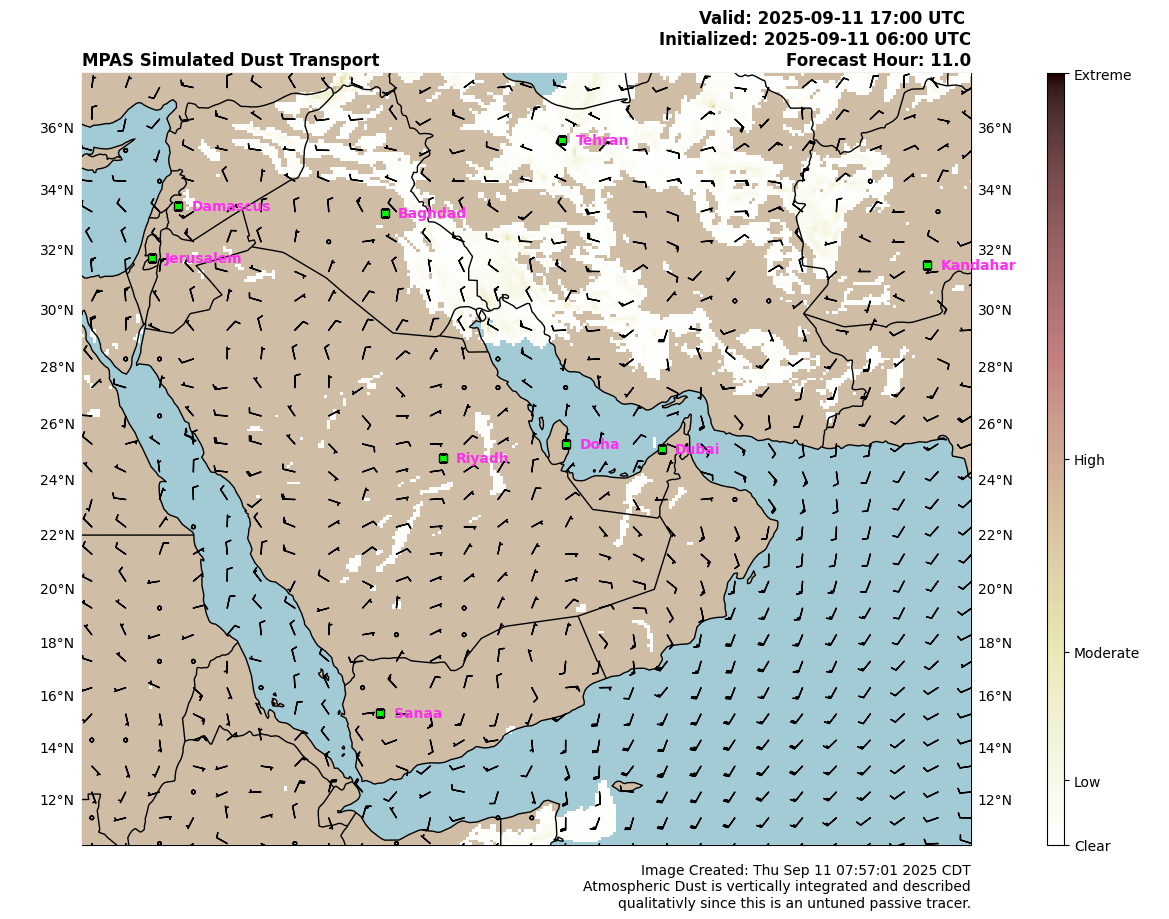 Valid: 2025-09-11 17:00 UTC
Initialized: 2025-09-11 06:00 UTC
MPAS Simulated Dust Transport Forecast Hour: 11.0
Extreme
36°N 36°N
Tehran
34°N 34°N
Damascus Baghdad
32°N 32°N
Jerusalem Kandahar
30°N 30°N
28°N 28°N
26°N 26°N
Doha Dubai
Riyadh High
24°N 24°N
22°N 22°N
20°N 20°N
18°N 18°N
Moderate
16°N 16°N
Sanaa
14°N 14°N
Low
12°N 12°N
Clear
Image Created: Thu Sep 11 07:57:01 2025 CDT
Atmospheric Dust is vertically integrated and described
qualitativly since this is an untuned passive tracer.